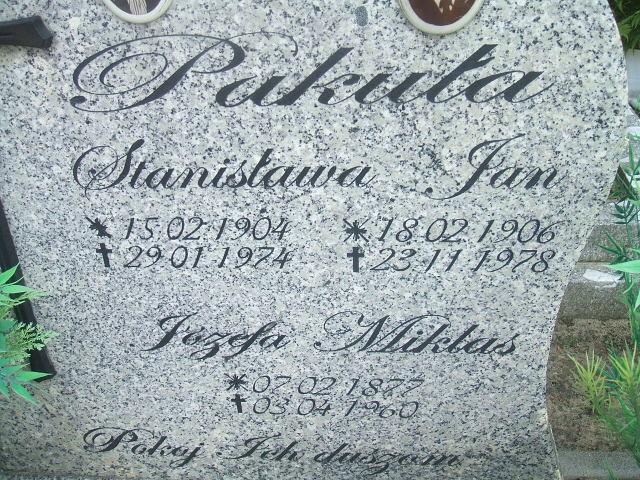 Pakuła
Stanisława Jan
* 15.02.1904 * 18.02.1906
† 29.01.1974 † 23.11.1978
Józefa Mikłas
* 07.02.1877
† 03.04.1960
Pokój Ich duszom